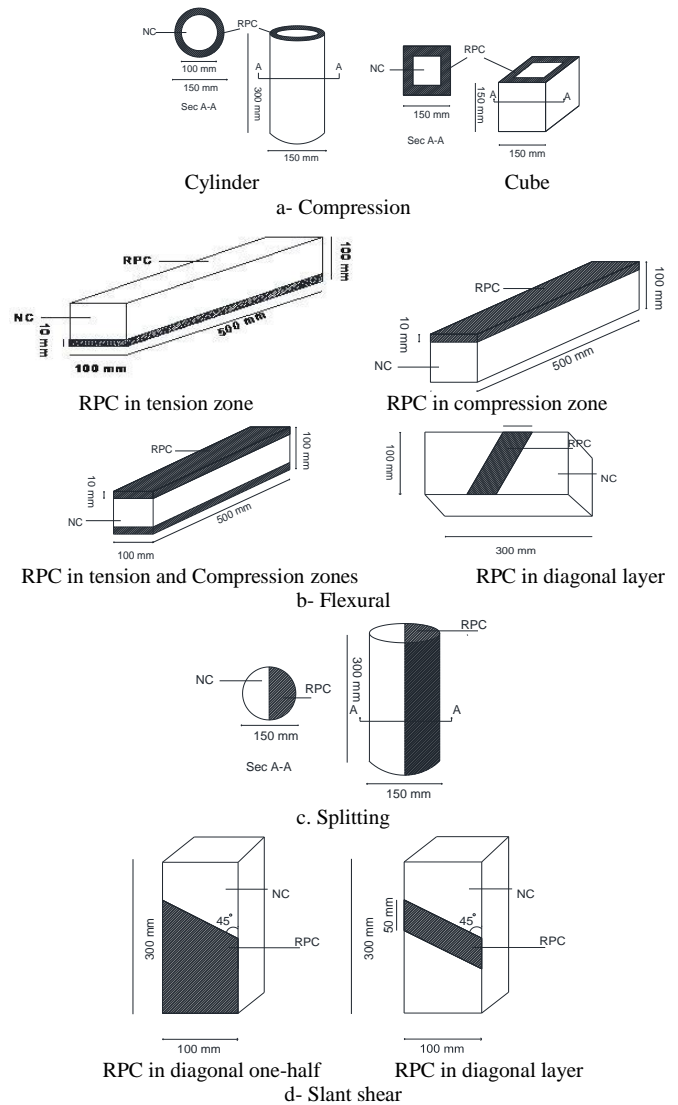 NC
RPC
100 mm
150 mm
Sec A-A
A
A
300 mm
150 mm
RPC
NC
150 mm
Sec A-A
150 mm
A
A
150 mm
Cylinder
Cube
a- Compression
RPC
NC
10 mm
100 mm
500 mm
100 mm
RPC
10 mm
NC
100 mm
500 mm
RPC in tension zone
RPC in compression zone
RPC
10 mm
NC
100 mm
500 mm
100 mm
100 mm
RPC
NC
300 mm
RPC in tension and Compression zones
RPC in diagonal layer
b- Flexural
NC
RPC
150 mm
Sec A-A
RPC
300 mm
A
A
150 mm
c. Splitting
300 mm
NC
45°
RPC
100 mm
300 mm
50 mm
NC
45°
RPC
100 mm
RPC in diagonal one-half
RPC in diagonal layer
d- Slant shear